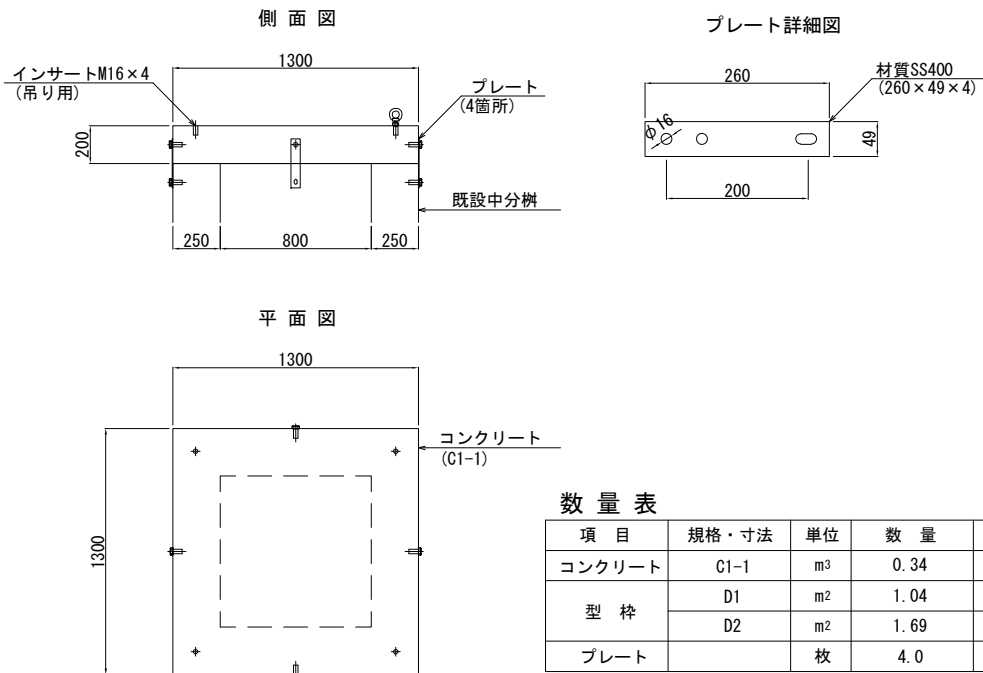 側 面 図
1300
インサートM16×4
(吊り用)
プレート
(4箇所)
200
既設中分桝
250
800
250
プレート詳細図
260
材質SS400
(260×49×4)
φ16
49
200
平 面 図
1300
コンクリート
(C1-1)
1300
数 量 表
項 目 規格・寸法 単位 数 量
コンクリート C1-1 m3 0.34
型 枠 D1 m2 1.04
D2 m2 1.69
プレート 枚 4.0